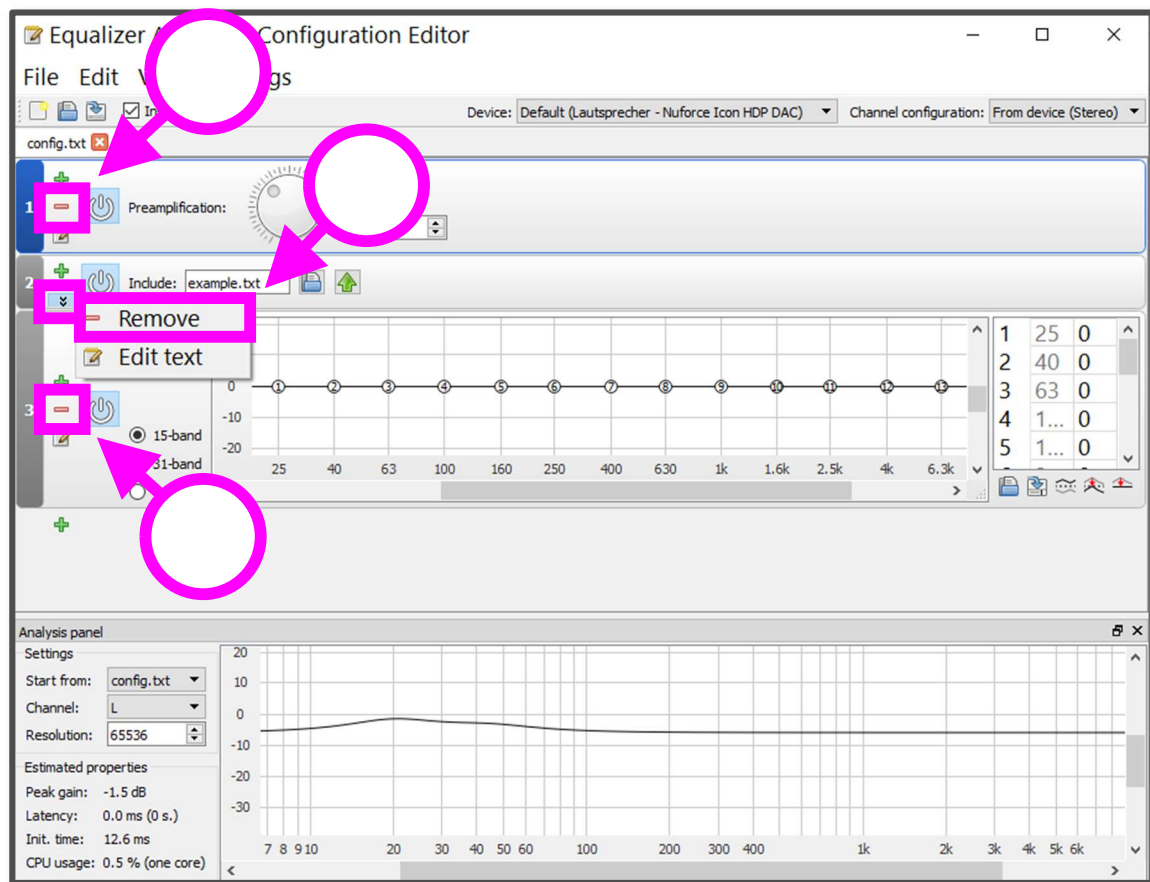 Equalizer A Configuration Editor
File Edit V gs
In
Device: Default (Lautsprecher - Nuforce Icon HDP DAC) Channel configuration: From device (Stereo)
config.txt
1 Preamplification:
2 Include: example.txt
Remove
Edit text
3
15-band
31-band
0
-10
-20
25 40 63 100 160 250 400 630 1k 1.6k 2.5k 4k 6.3k
1 2 3 4 5 6 7 8 9 10 11 12 13
1 25 0
2 40 0
3 63 0
4 1... 0
5 1... 0
Analysis panel
Settings
Start from: config.txt
Channel: L
Resolution: 65536
Estimated properties
Peak gain: -1.5 dB
Latency: 0.0 ms (0 s.)
Init. time: 12.6 ms
CPU usage: 0.5 % (one core)
20
10
0
-10
-20
-30
7 8 9 10 20 30 40 50 60 100 200 300 400 1k 2k 3k 4k 5k 6k